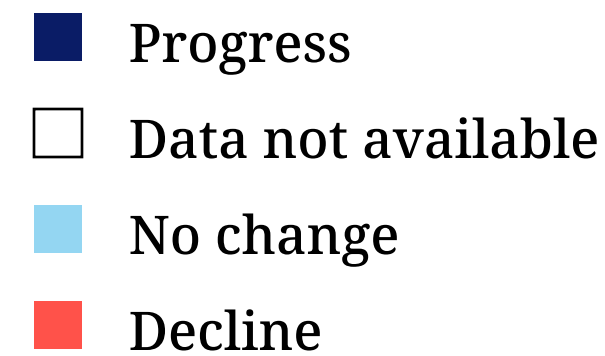 Progress
Data not available
No change
Decline